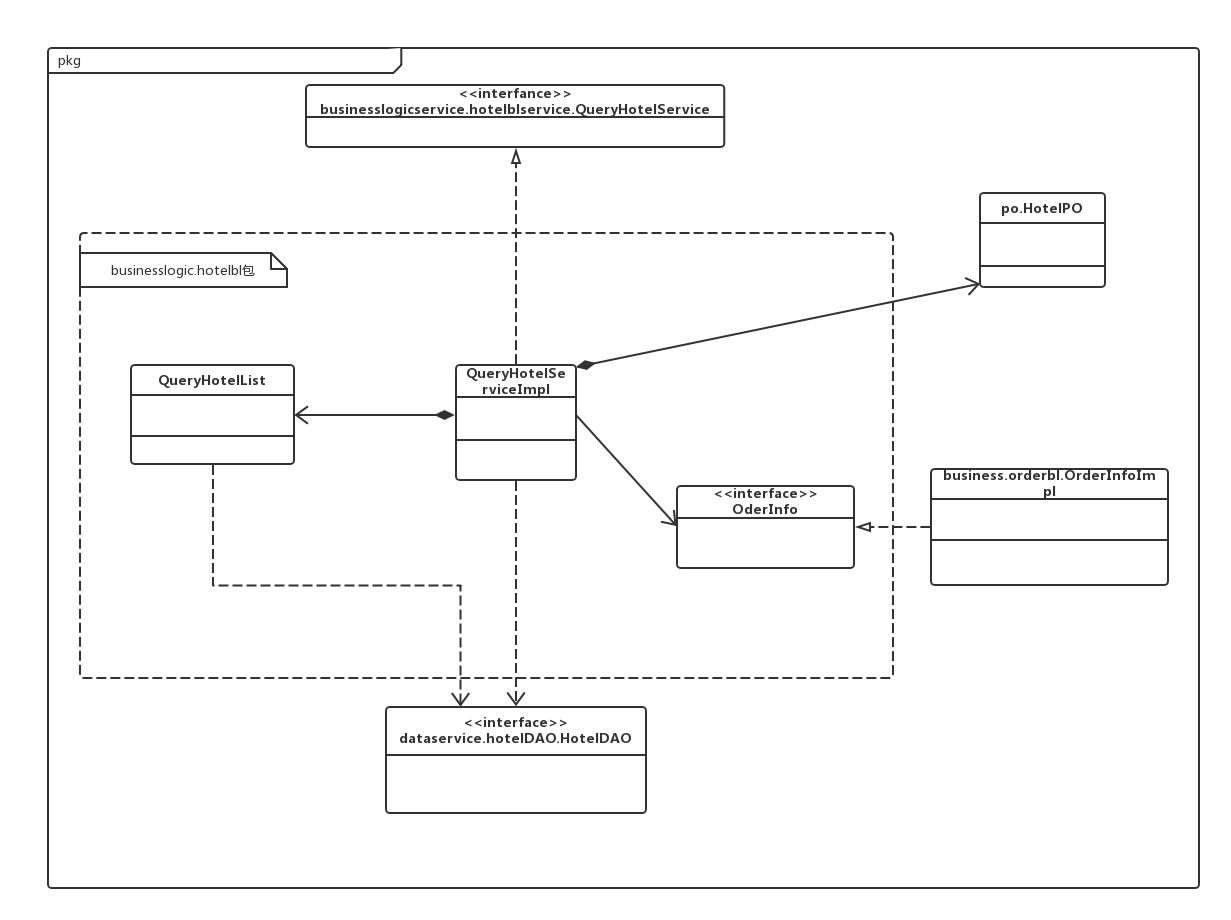 pkg
<<interfance>>
businesslogicservice.hotelblservice.QueryHotelService
po.HotelPO
businesslogic.hotelbl包
QueryHotelList
QueryHotelSe
rviceImpl
<<interface>>
OderInfo
business.orderbl.OrderInfoIm
pl
<<interface>>
dataservice.hotelDAO.HotelDAO